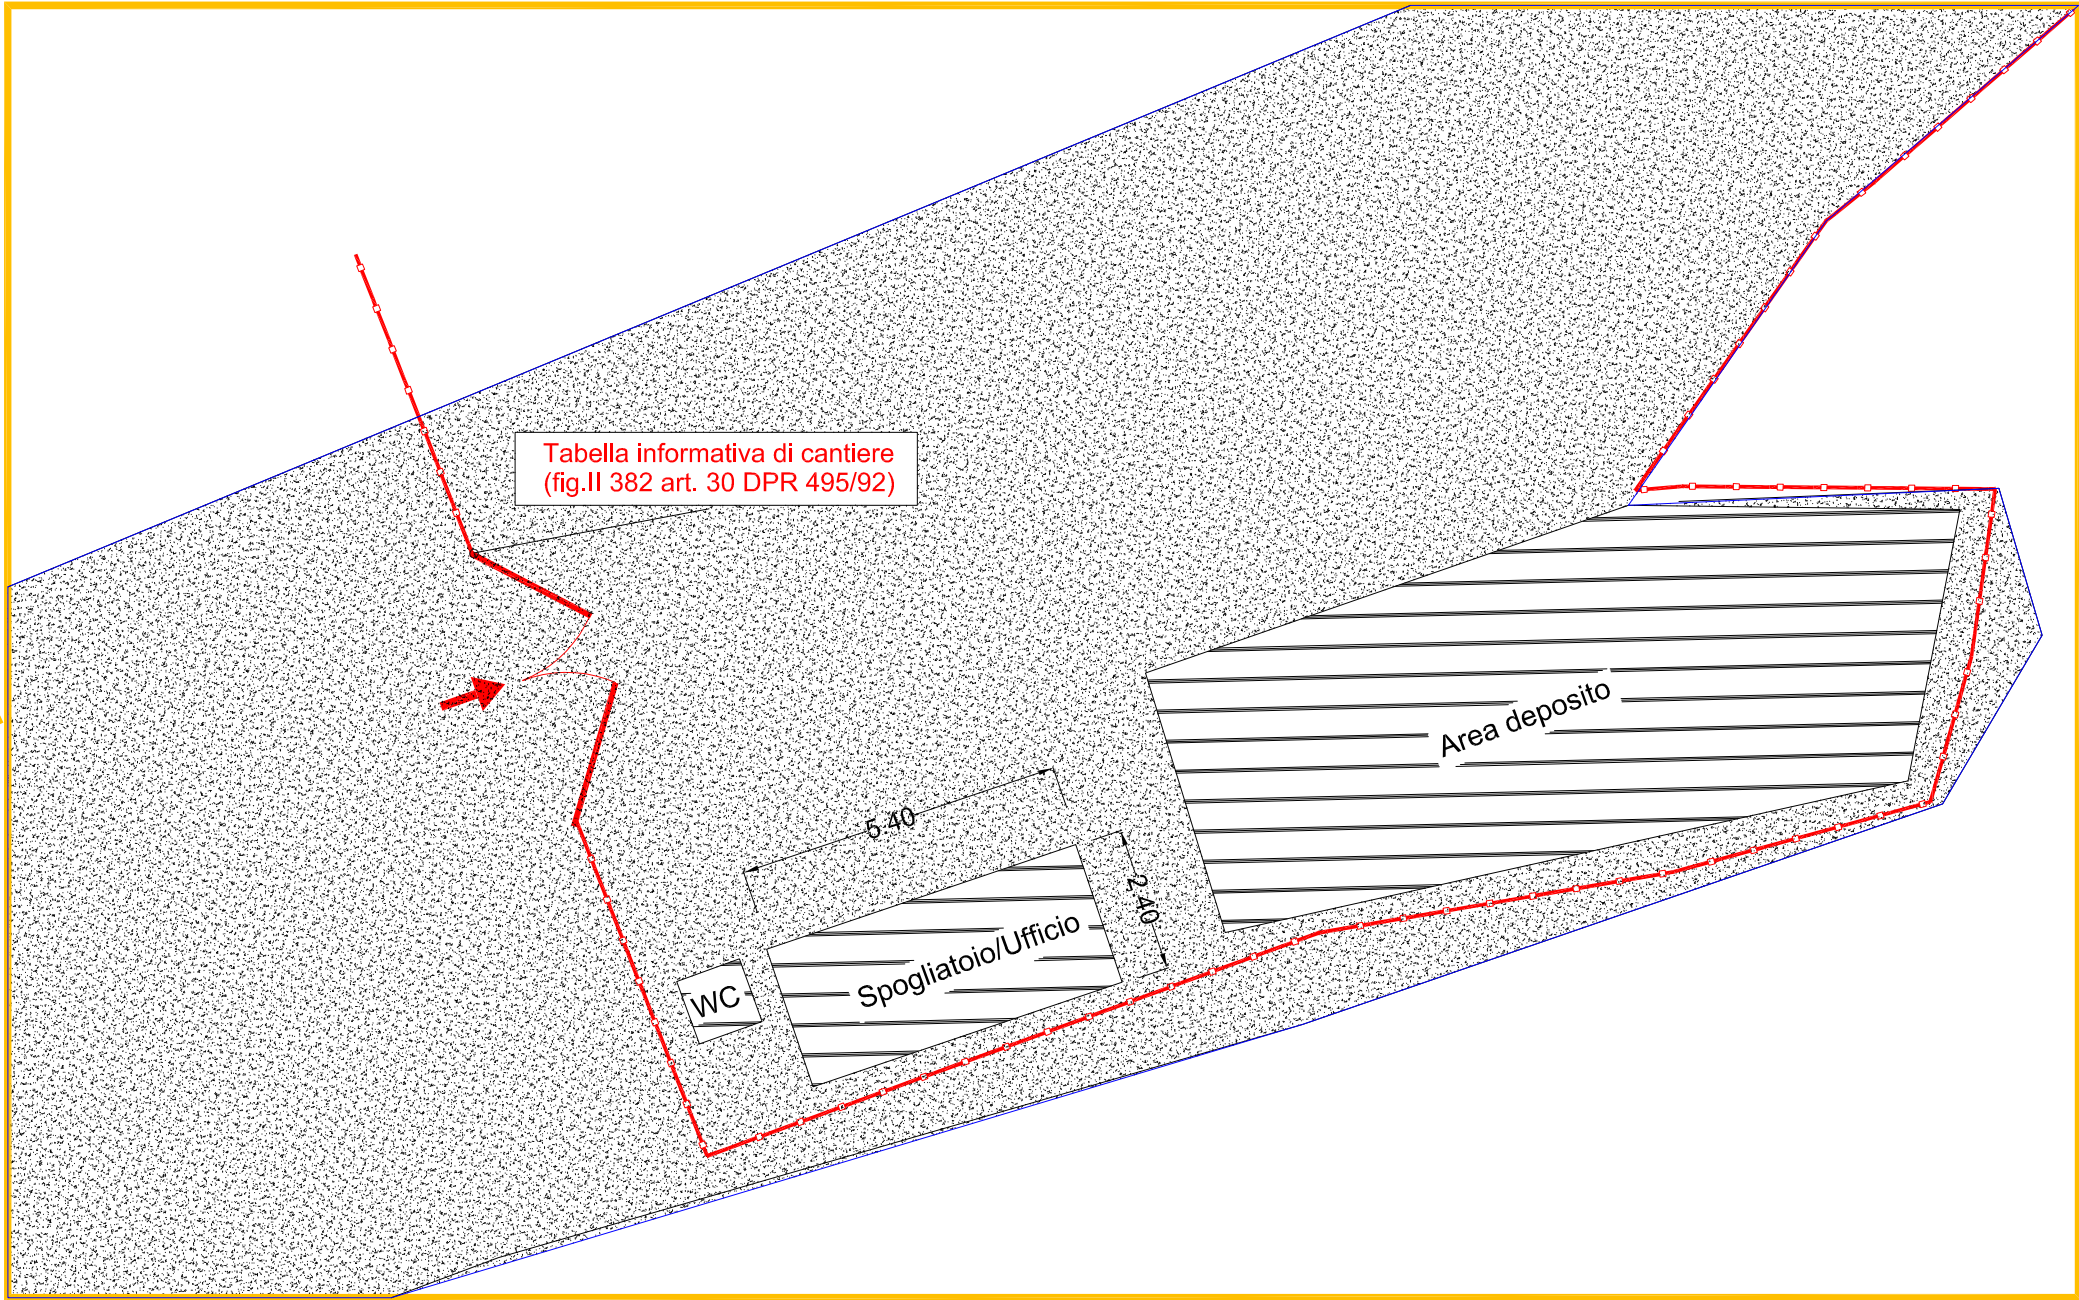 Tabella informativa di cantiere
(fig.II 382 art. 30 DPR 495/92)
Area deposito
5.40
2.40
Spogliatoio/Ufficio
WC